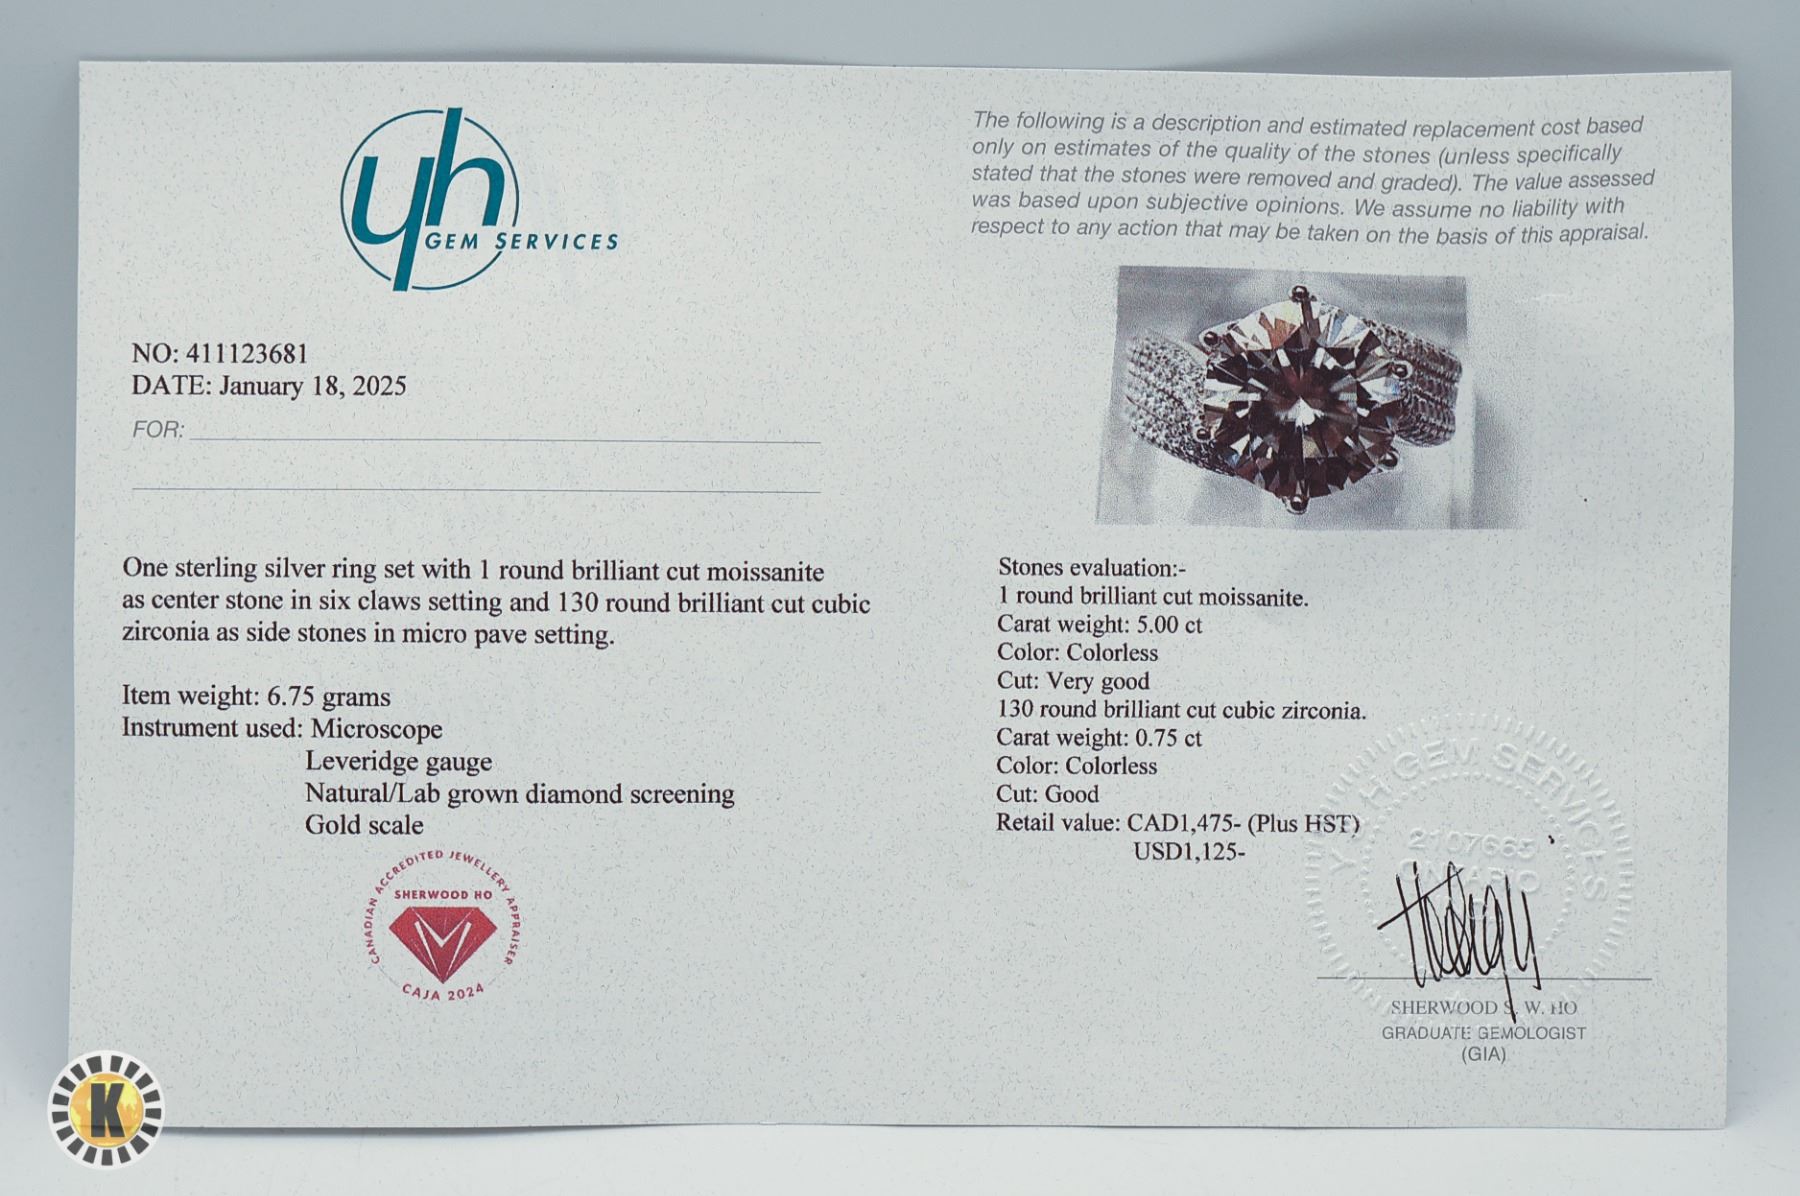 yh
GEM SERVICES
NO: 411123681
DATE: January 18, 2025
FOR:
One sterling silver ring set with 1 round brilliant cut moissanite
as center stone in six claws setting and 130 round brilliant cut cubic
zirconia as side stones in micro pave setting.
Item weight: 6.75 grams
Instrument used: Microscope
Leveridge gauge
Natural/Lab grown diamond screening
Gold scale
CANADIAN ACCREDITED JEWELLERY APPRAISER
SHERWOOD HO
CAJA 2024
K
The following is a description and estimated replacement cost based
only on estimates of the quality of the stones (unless specifically
stated that the stones were removed and graded). The value assessed
was based upon subjective opinions. We assume no liability with
respect to any action that may be taken on the basis of this appraisal.
Stones evaluation:-
1 round brilliant cut moissanite.
Carat weight: 5.00 ct
Color: Colorless
Cut: Very good
130 round brilliant cut cubic zirconia.
Carat weight: 0.75 ct
Color: Colorless
Cut: Good
Retail value: CAD1,475- (Plus HST)
USD1,125-
Y S H GEM SERVICES
2107665
ONTARIO
SHERWOOD S. W. HO
GRADUATE GEMOLOGIST
(GIA)